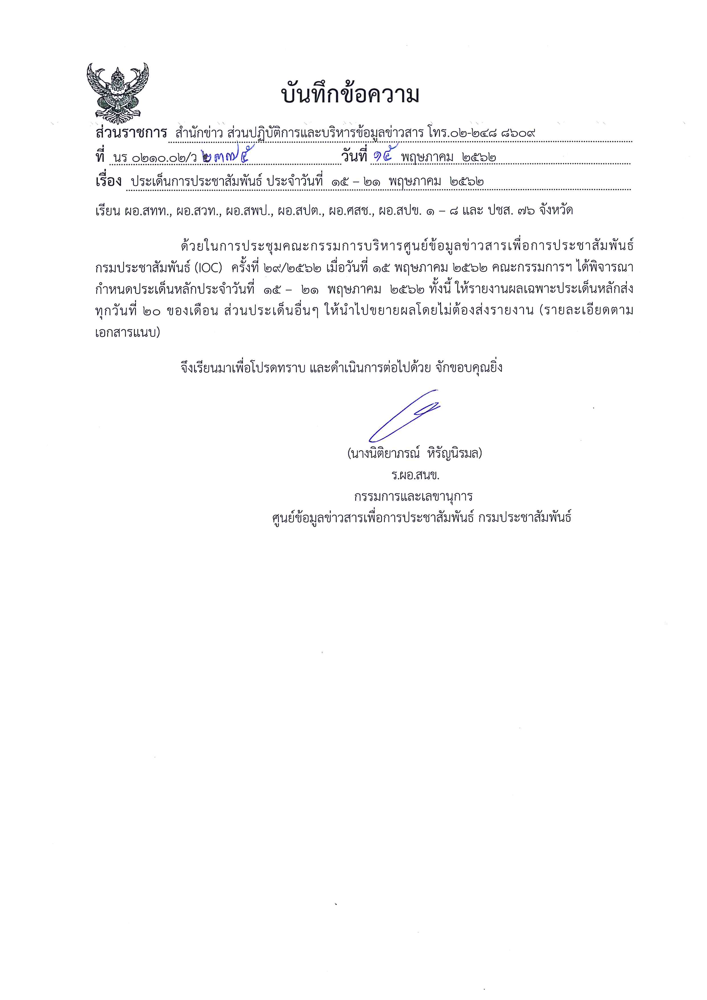 บันทึกข้อความ
ส่วนราชการ สำนักข่าว ส่วนปฏิบัติการและบริหารข้อมูลข่าวสาร โทร.๐๒-๒๔๘ ๘๖๐๙
ที่ นร ๐๒๑๐.๐๒/ว ๒๓๗๕ วันที่ ๑๕ พฤษภาคม ๒๕๖๒
เรื่อง ประเด็นการประชาสัมพันธ์ ประจำวันที่ ๑๕ – ๒๑ พฤษภาคม ๒๕๖๒
เรียน ผอ.สทท., ผอ.สวท., ผอ.สพป., ผอ.สปต., ผอ.ศสช., ผอ.สปข. ๑ – ๘ และ ปชส. ๗๖ จังหวัด
ด้วยในการประชุมคณะกรรมการบริหารศูนย์ข้อมูลข่าวสารเพื่อการประชาสัมพันธ์
กรมประชาสัมพันธ์ (IOC) ครั้งที่ ๒๙/๒๕๖๒ เมื่อวันที่ ๑๕ พฤษภาคม ๒๕๖๒ คณะกรรมการฯ ได้พิจารณา
กำหนดประเด็นหลักประจำวันที่ ๑๕ – ๒๑ พฤษภาคม ๒๕๖๒ ทั้งนี้ ให้รายงานผลเฉพาะประเด็นหลักส่ง
ทุกวันที่ ๒๐ ของเดือน ส่วนประเด็นอื่นๆ ให้นำไปขยายผลโดยไม่ต้องส่งรายงาน (รายละเอียดตาม
เอกสารแนบ)
จึงเรียนมาเพื่อโปรดทราบ และดำเนินการต่อไปด้วย จักขอบคุณยิ่ง
(นางนิติยาภรณ์ หิรัญนิรมล)
ร.ผอ.สนข.
กรรมการและเลขานุการ
ศูนย์ข้อมูลข่าวสารเพื่อการประชาสัมพันธ์ กรมประชาสัมพันธ์